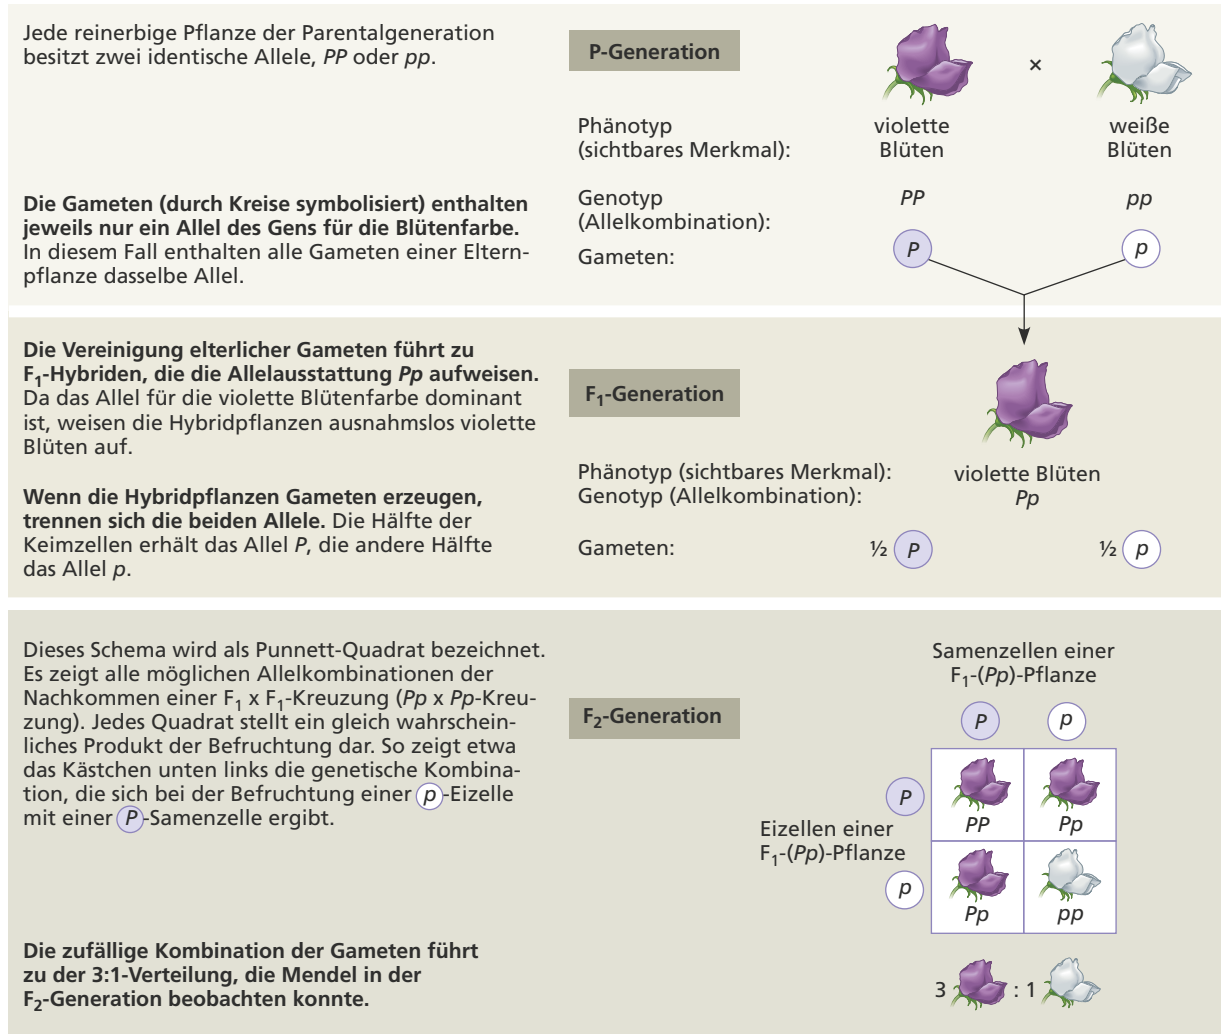 Jede reinerbige Pflanze der Parentalgeneration
besitzt zwei identische Allele, PP oder pp.
P-Generation
×
Phänotyp
(sichtbares Merkmal):
violette
Blüten
weiße
Blüten
Die Gameten (durch Kreise symbolisiert) enthalten
jeweils nur ein Allel des Gens für die Blütenfarbe.
In diesem Fall enthalten alle Gameten einer Eltern-
pflanze dasselbe Allel.
Genotyp
(Allelkombination):
PP
pp
Gameten:
P
p
Die Vereinigung elterlicher Gameten führt zu
F₁-Hybriden, die die Allelausstattung Pp aufweisen.
Da das Allel für die violette Blütenfarbe dominant
ist, weisen die Hybridpflanzen ausnahmslos violette
Blüten auf.
F₁-Generation
Phänotyp (sichtbares Merkmal):
violette Blüten
Genotyp (Allelkombination):
Pp
Wenn die Hybridpflanzen Gameten erzeugen,
trennen sich die beiden Allele. Die Hälfte der
Keimzellen erhält das Allel P, die andere Hälfte
das Allel p.
Gameten:
½ P
½ p
Dieses Schema wird als Punnett-Quadrat bezeichnet.
Es zeigt alle möglichen Allelkombinationen der
Nachkommen einer F₁ x F₁-Kreuzung (Pp x Pp-Kreu-
zung). Jedes Quadrat stellt ein gleich wahrschein-
liches Produkt der Befruchtung dar. So zeigt etwa
das Kästchen unten links die genetische Kombina-
tion, die sich bei der Befruchtung einer p-Eizelle
mit einer P-Samenzelle ergibt.
F₂-Generation
Samenzellen einer
F₁-(Pp)-Pflanze
P
p
Eizellen einer
F₁-(Pp)-Pflanze
P
PP
Pp
p
Pp
pp
Die zufällige Kombination der Gameten führt
zu der 3:1-Verteilung, die Mendel in der
F₂-Generation beobachten konnte.
3 : 1